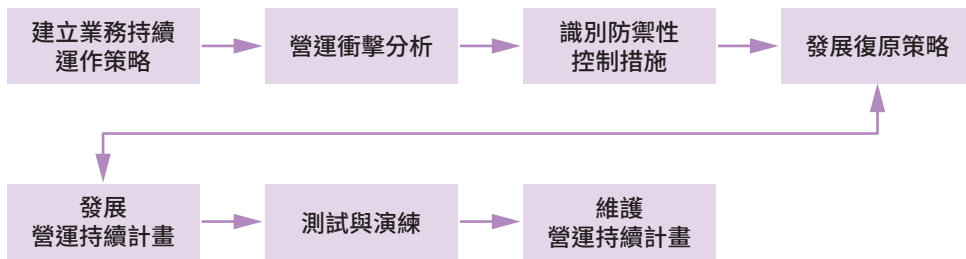 建立業務持續
運作策略
營運衝擊分析
識別防禦性
控制措施
發展復原策略
發展
營運持續計畫
測試與演練
維護
營運持續計畫